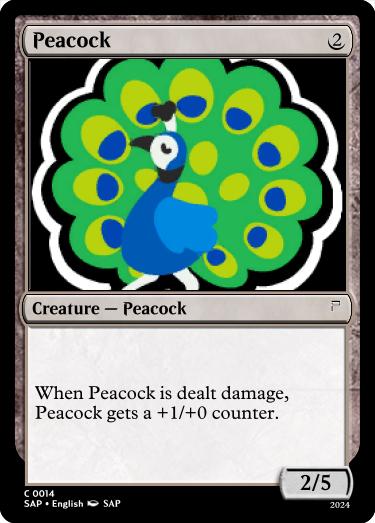 Peacock 2
Creature — Peacock
When Peacock is dealt damage,
Peacock gets a +1/+0 counter.
2/5
C 0014
SAP • English SAP
2024